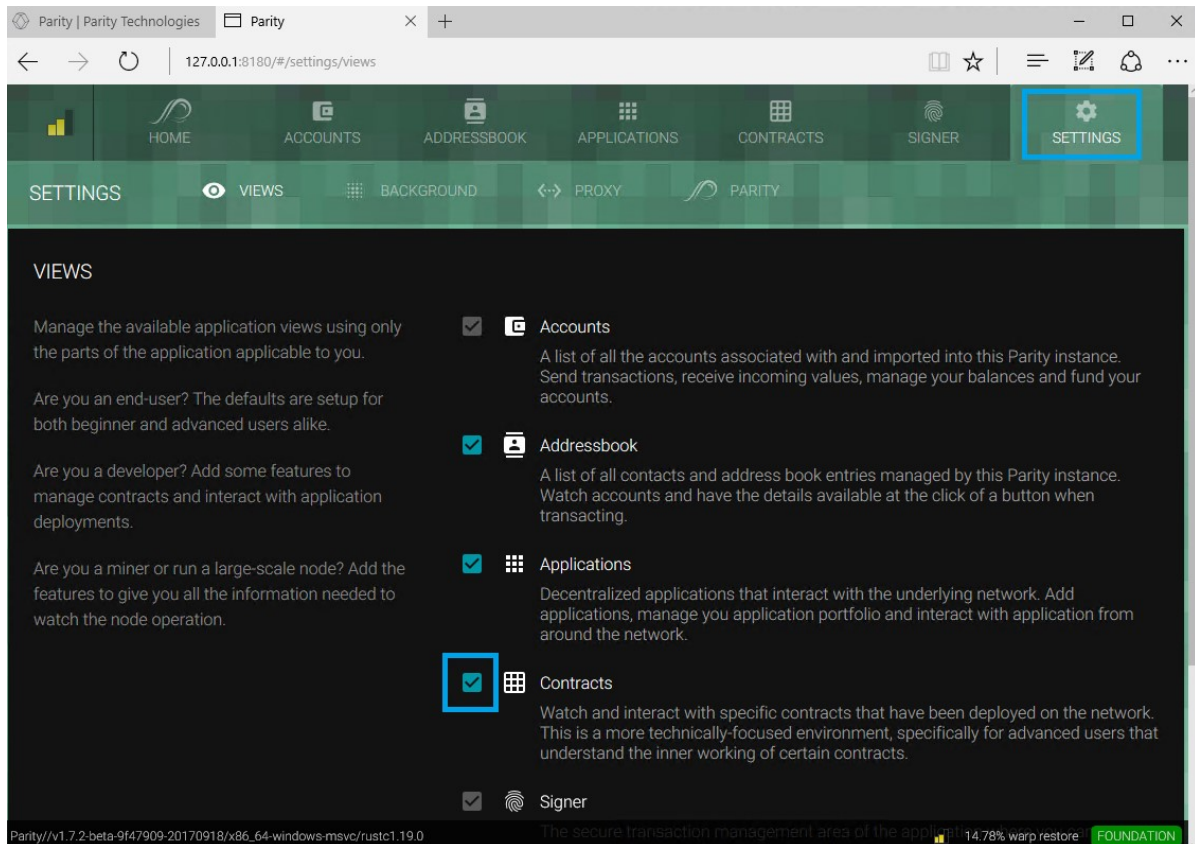 Parity | Parity Technologies
Parity
127.0.0.1:8180/#/settings/views
HOME
ACCOUNTS
ADDRESSBOOK
APPLICATIONS
CONTRACTS
SIGNER
SETTINGS
SETTINGS
VIEWS
BACKGROUND
PROXY
PARITY
VIEWS
Manage the available application views using only
the parts of the application applicable to you.
Are you an end-user? The defaults are setup for
both beginner and advanced users alike.
Are you a developer? Add some features to
manage contracts and interact with application
deployments.
Are you a miner or run a large-scale node? Add the
features to give you all the information needed to
watch the node operation.
Accounts
A list of all the accounts associated with and imported into this Parity instance.
Send transactions, receive incoming values, manage your balances and fund your
accounts.
Addressbook
A list of all contacts and address book entries managed by this Parity instance.
Watch accounts and have the details available at the click of a button when
transacting.
Applications
Decentralized applications that interact with the underlying network. Add
applications, manage you application portfolio and interact with application from
around the network.
Contracts
Watch and interact with specific contracts that have been deployed on the network.
This is a more technically-focused environment, specifically for advanced users that
understand the inner working of certain contracts.
Signer
The secure transaction management area of the
Parity//v1.7.2-beta-9f47909-20170918/x86_64-windows-msvc/rustc1.19.0
14.78% warp restore
FOUNDATION